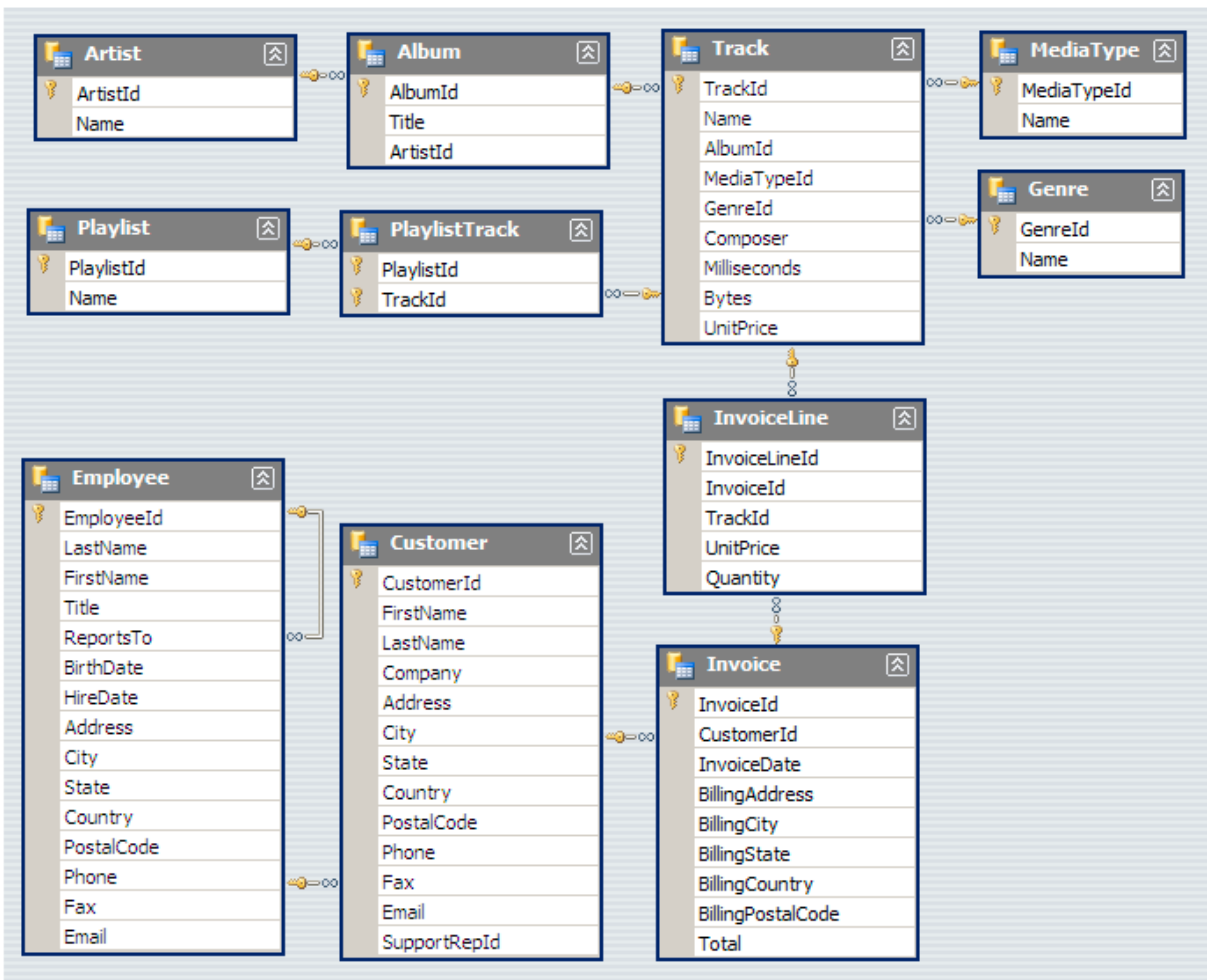 Artist
ArtistId
Name
Album
AlbumId
Title
ArtistId
Track
TrackId
Name
AlbumId
MediaTypeId
GenreId
Composer
Milliseconds
Bytes
UnitPrice
MediaType
MediaTypeId
Name
Genre
GenreId
Name
Playlist
PlaylistId
Name
PlaylistTrack
PlaylistId
TrackId
InvoiceLine
InvoiceLineId
InvoiceId
TrackId
UnitPrice
Quantity
Employee
EmployeeId
LastName
FirstName
Title
ReportsTo
BirthDate
HireDate
Address
City
State
Country
PostalCode
Phone
Fax
Email
Customer
CustomerId
FirstName
LastName
Company
Address
City
State
Country
PostalCode
Phone
Fax
Email
SupportRepId
Invoice
InvoiceId
CustomerId
InvoiceDate
BillingAddress
BillingCity
BillingState
BillingCountry
BillingPostalCode
Total